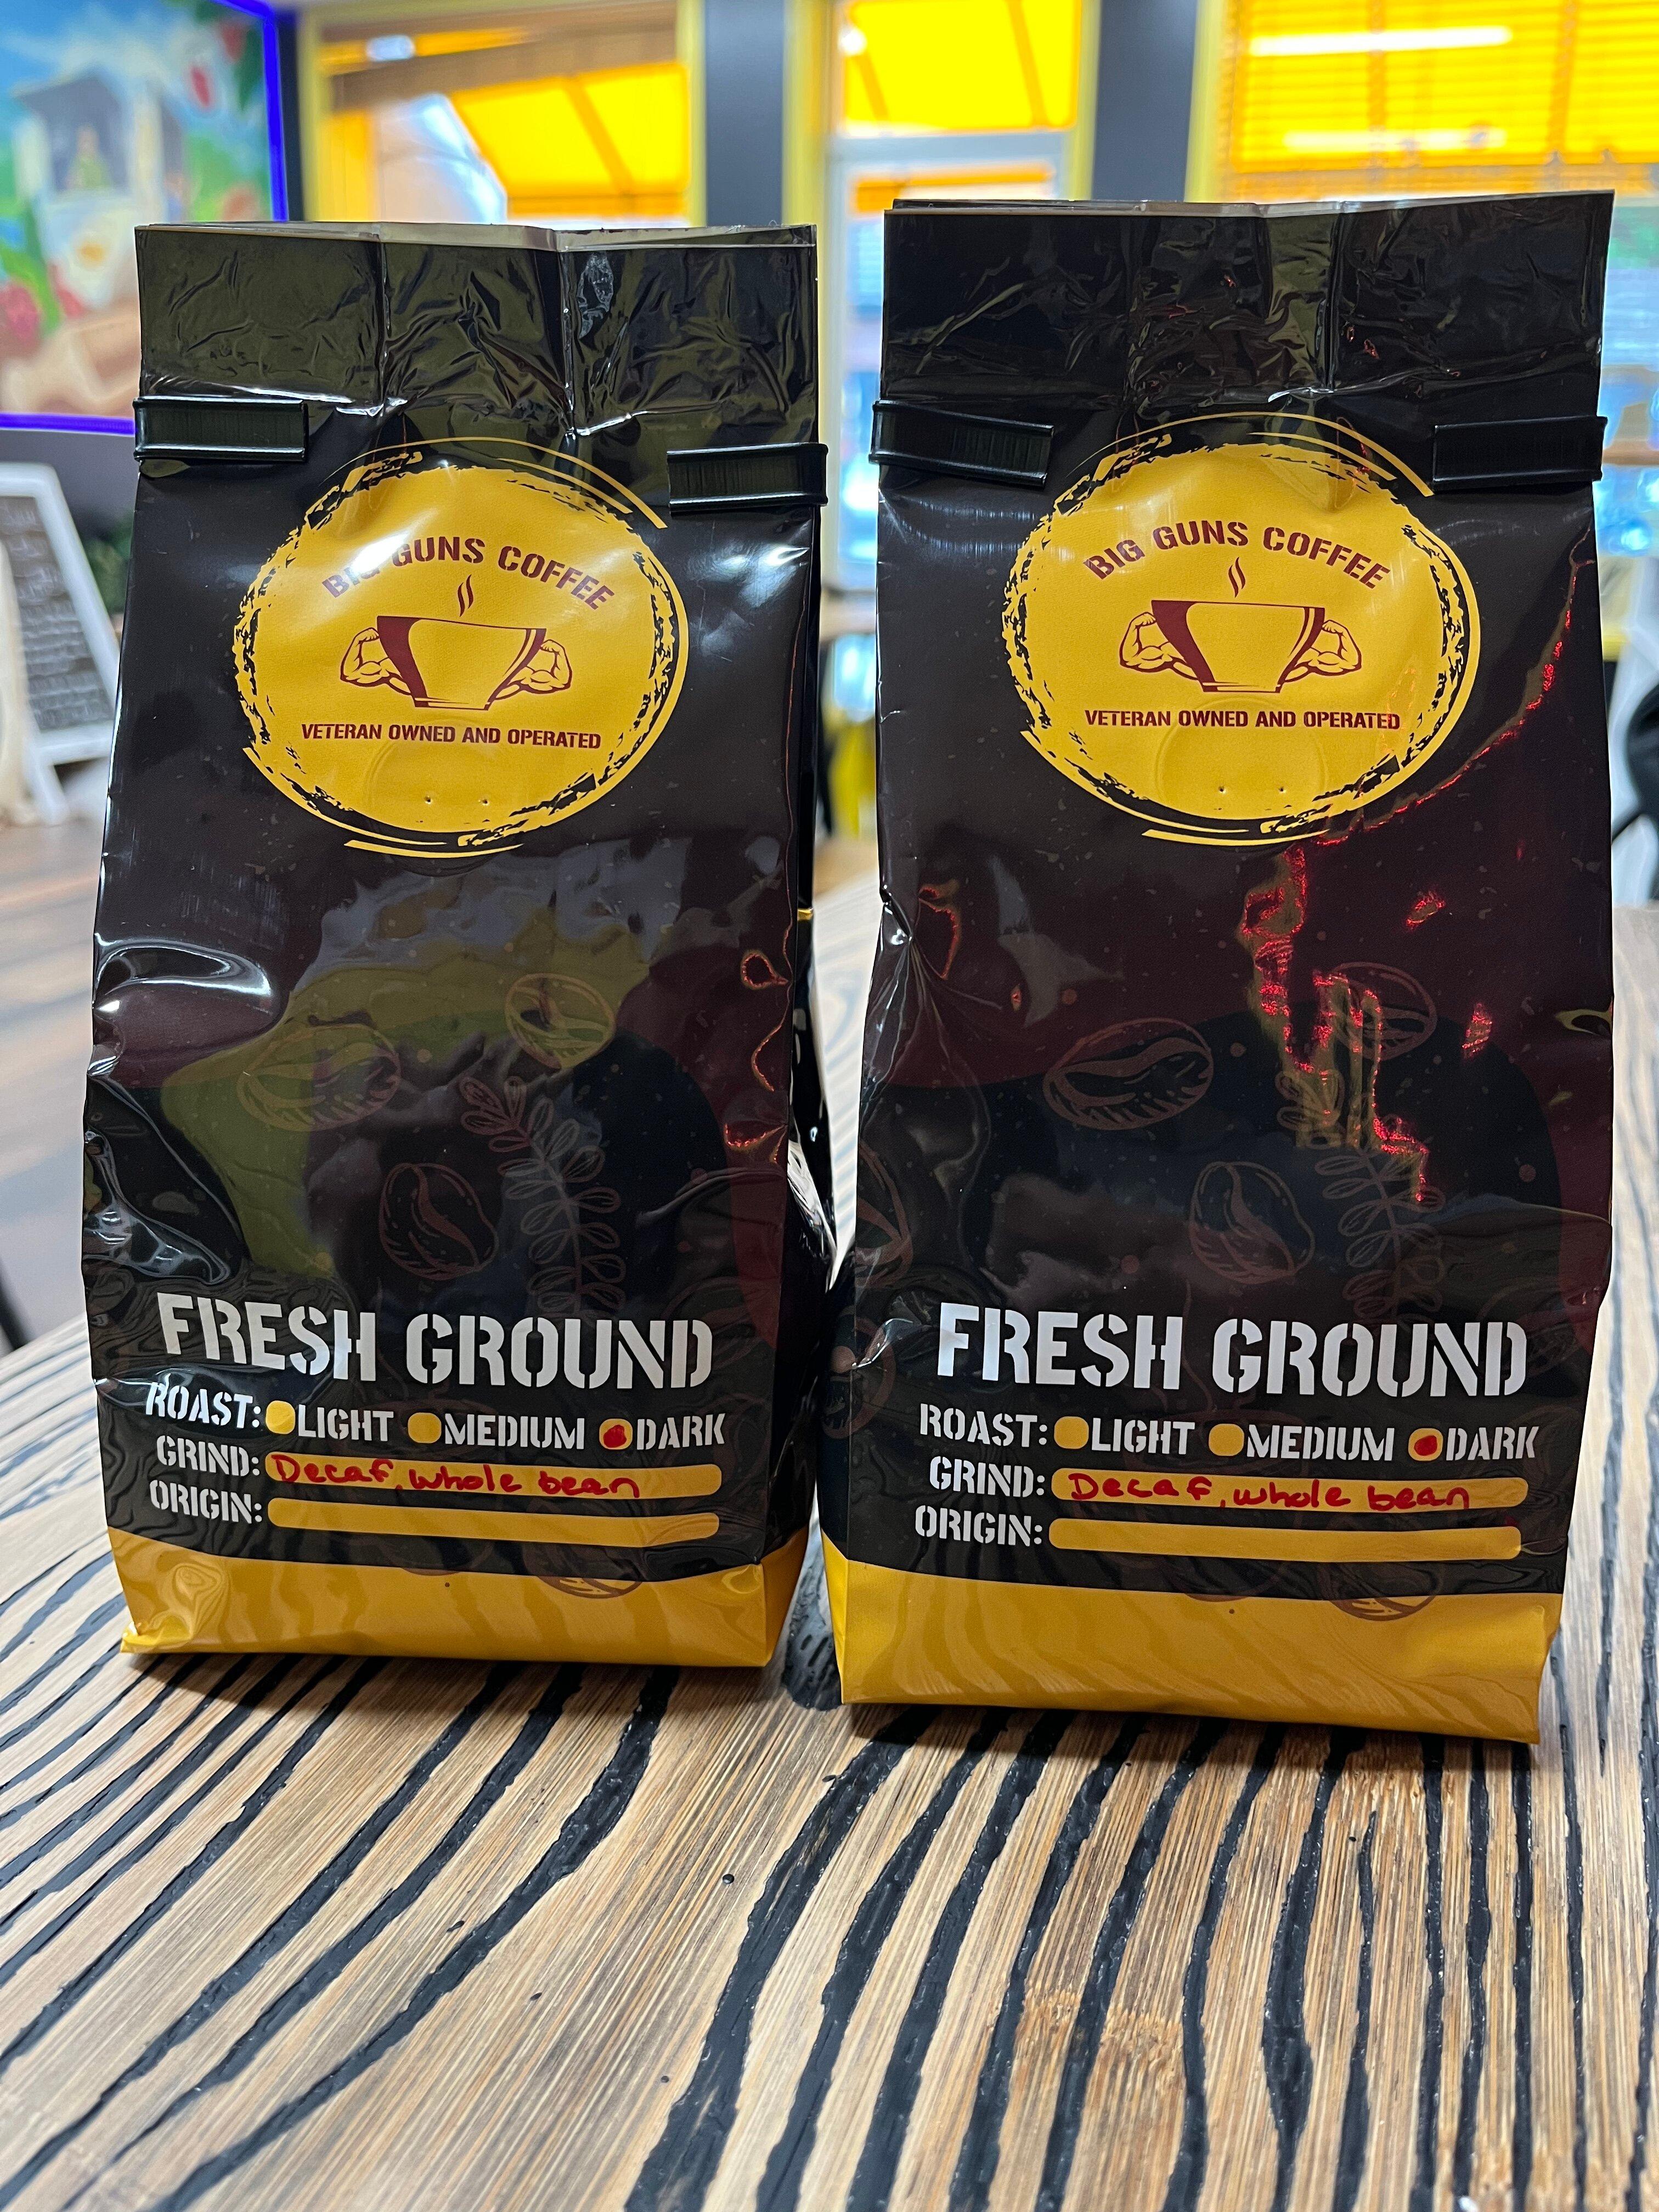 BIG GUNS COFFEE
VETERAN OWNED AND OPERATED
FRESH GROUND
ROAST: LIGHT MEDIUM DARK
GRIND: Decaf, whole bean
ORIGIN:
BIG GUNS COFFEE
VETERAN OWNED AND OPERATED
FRESH GROUND
ROAST: LIGHT MEDIUM DARK
GRIND: Decaf, whole bean
ORIGIN: